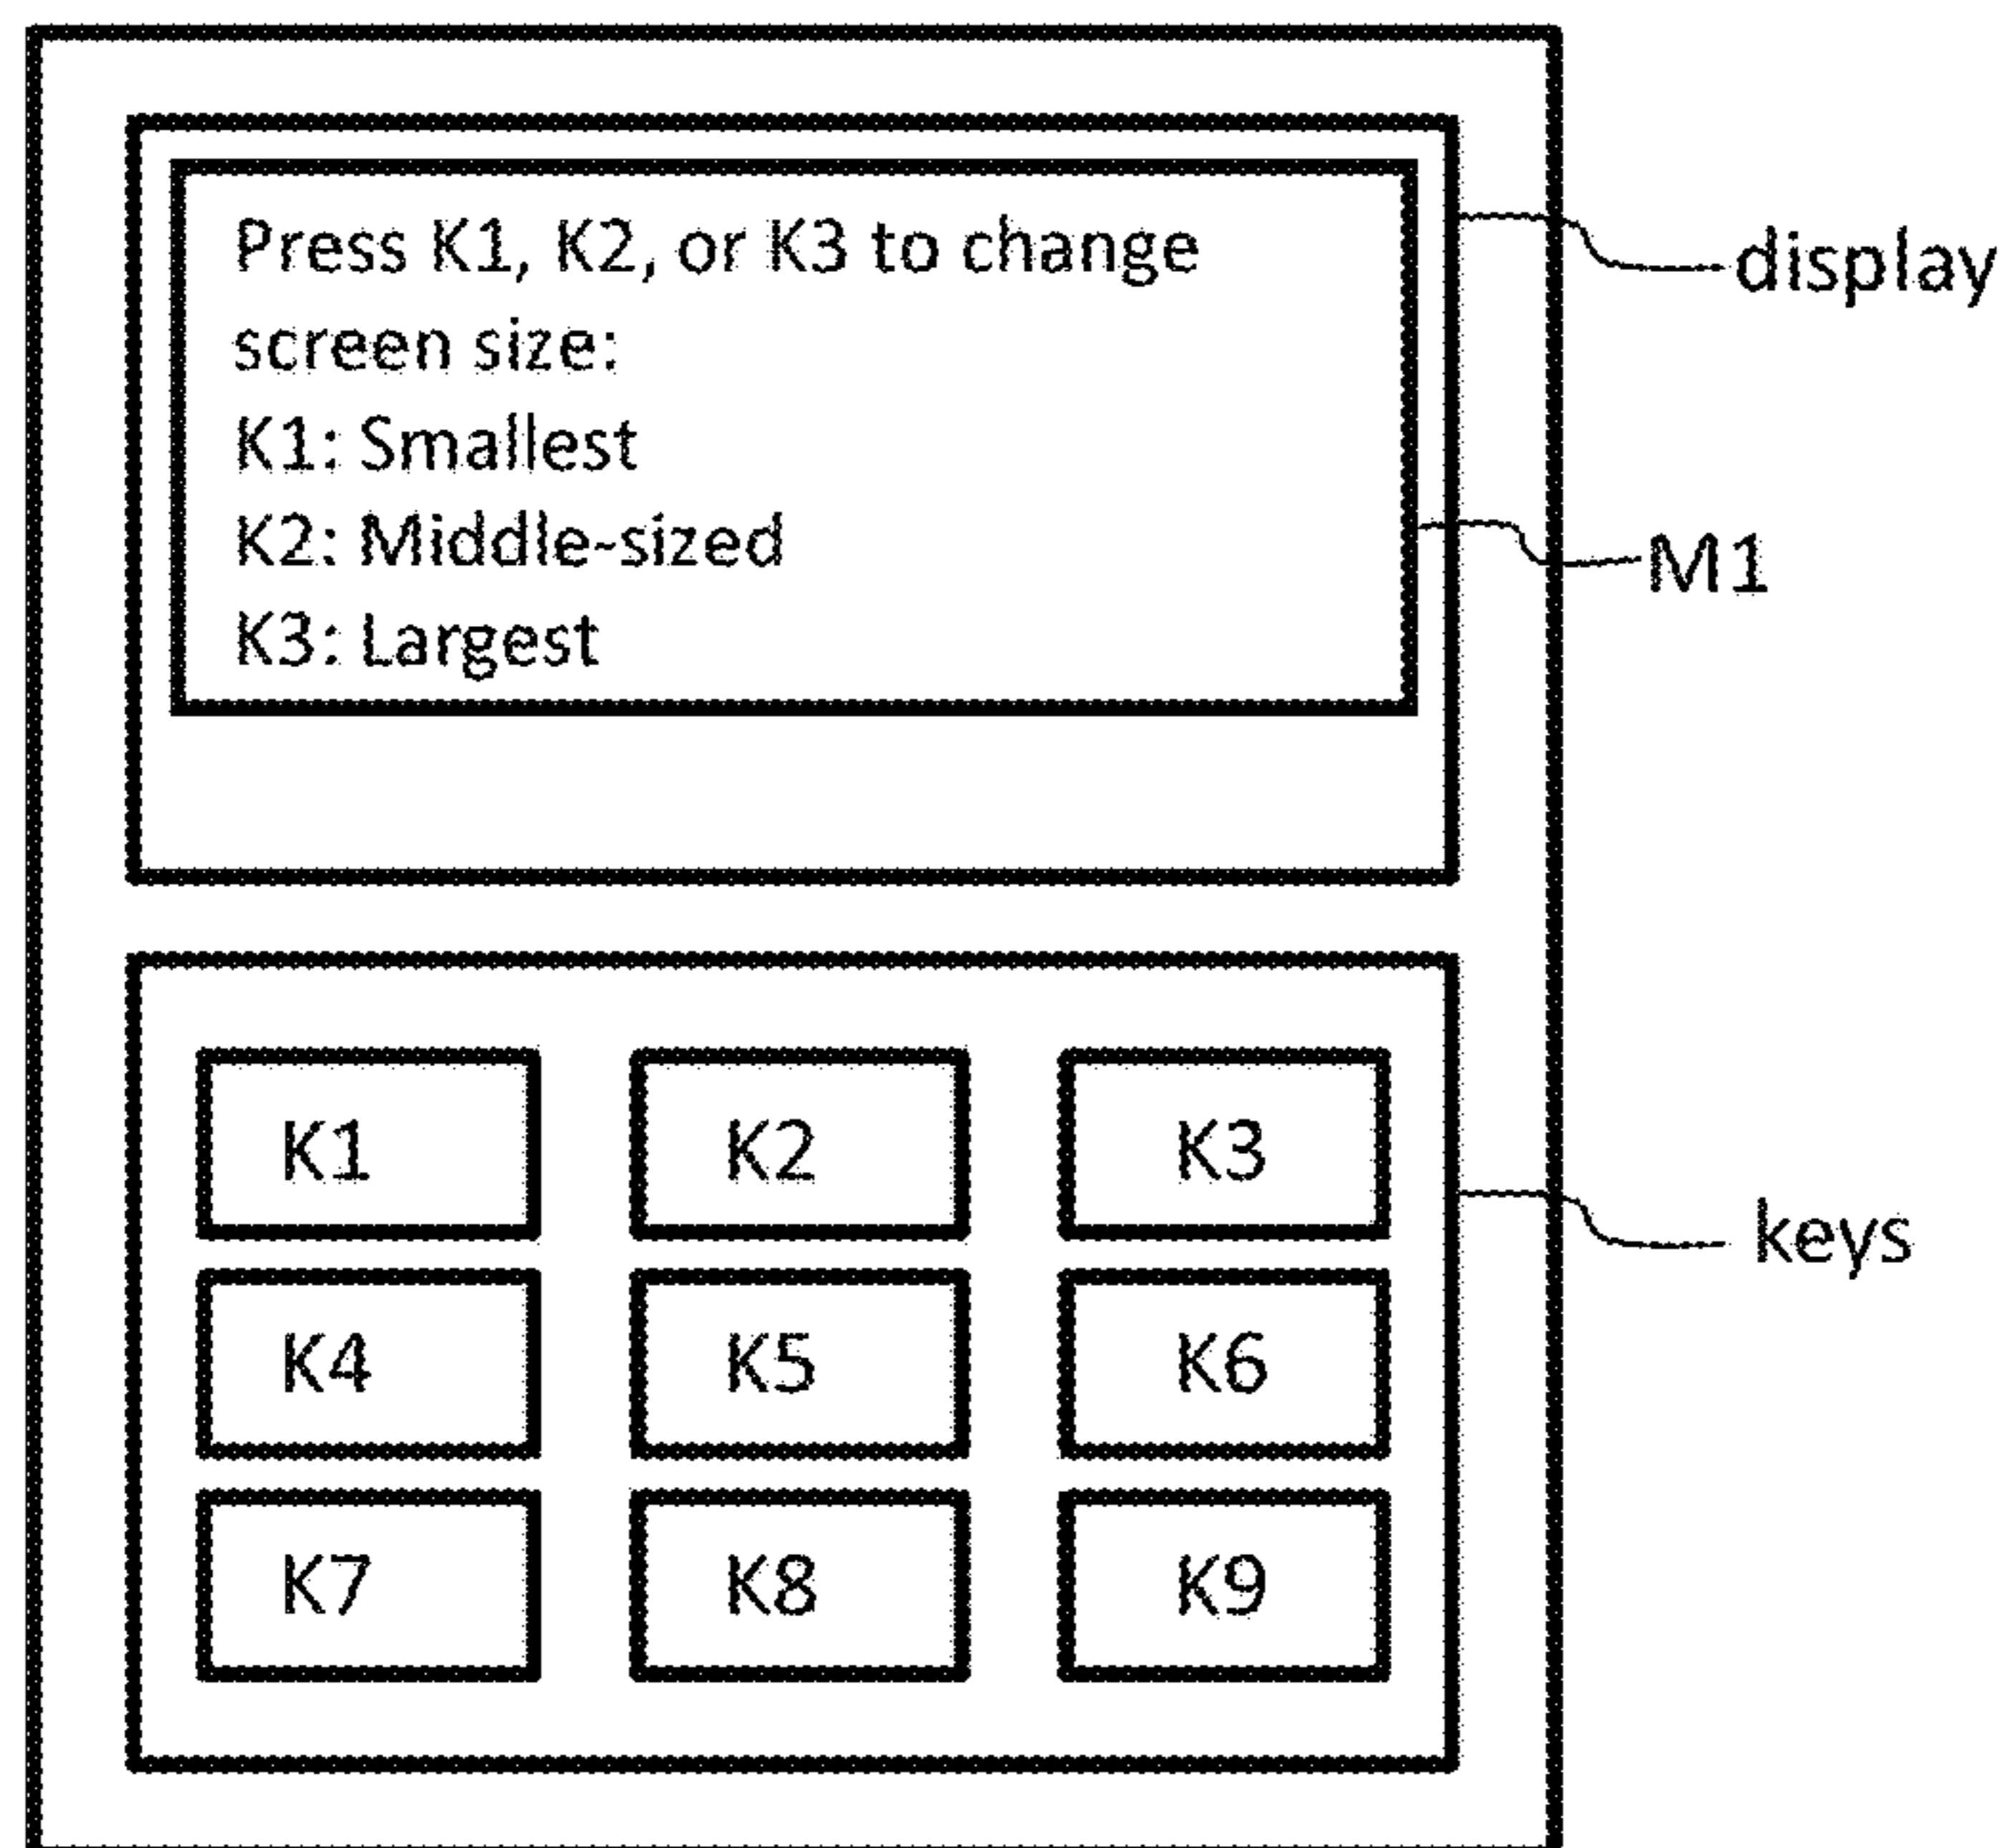 Press K1, K2, or K3 to change
screen size:
K1: Smallest
K2: Middle-sized
K3: Largest
display
M1
K1 K2 K3
keys
K4 K5 K6
K7 K8 K9